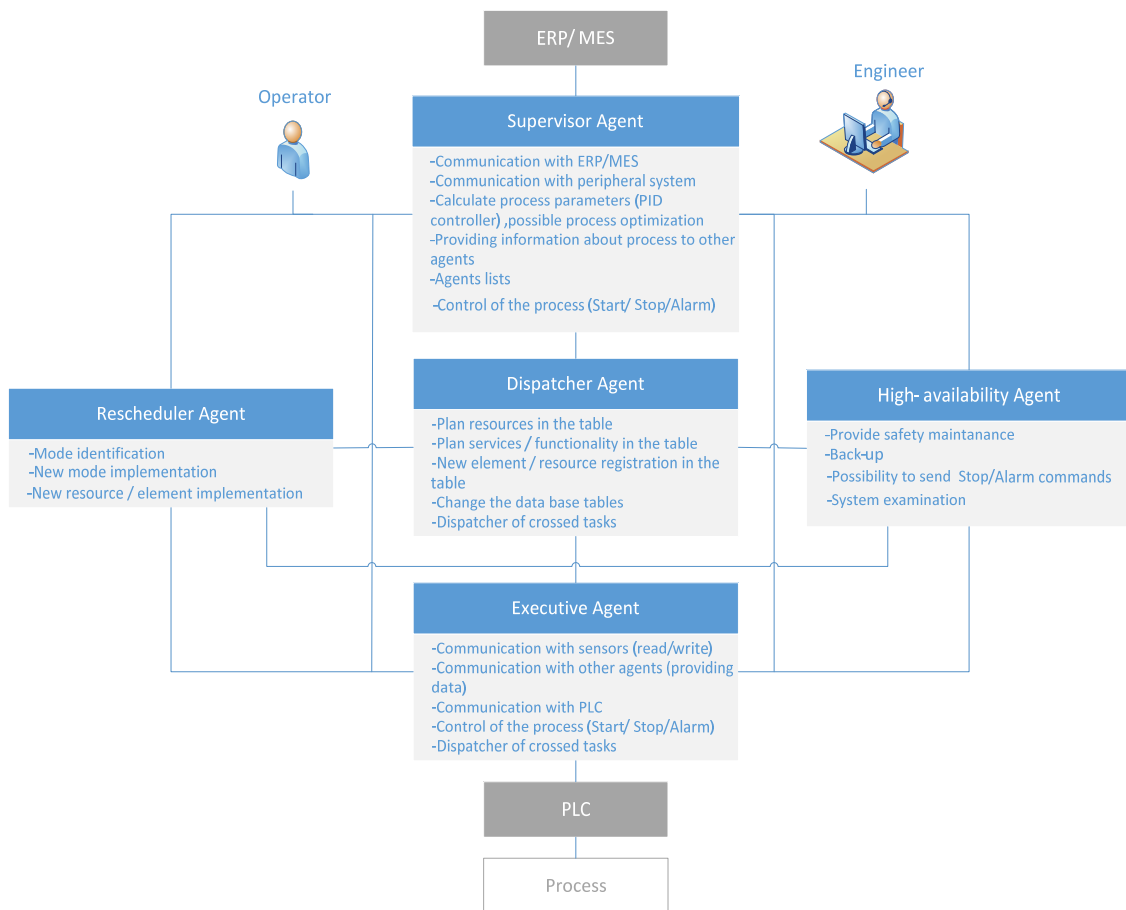 ERP/ MES
Operator
Engineer
Supervisor Agent
-Communication with ERP/MES
-Communication with peripheral system
-Calculate process parameters (PID
controller) ,possible process optimization
-Providing information about process to other
agents
-Agents lists
-Control of the process (Start/ Stop/Alarm)
Rescheduler Agent
-Mode identification
-New mode implementation
-New resource / element implementation
Dispatcher Agent
-Plan resources in the table
-Plan services / functionality in the table
-New element / resource registration in the
table
-Change the data base tables
-Dispatcher of crossed tasks
High- availability Agent
-Provide safety maintanance
-Back-up
-Possibility to send Stop/Alarm commands
-System examination
Executive Agent
-Communication with sensors (read/write)
-Communication with other agents (providing
data)
-Communication with PLC
-Control of the process (Start/ Stop/Alarm)
-Dispatcher of crossed tasks
PLC
Process